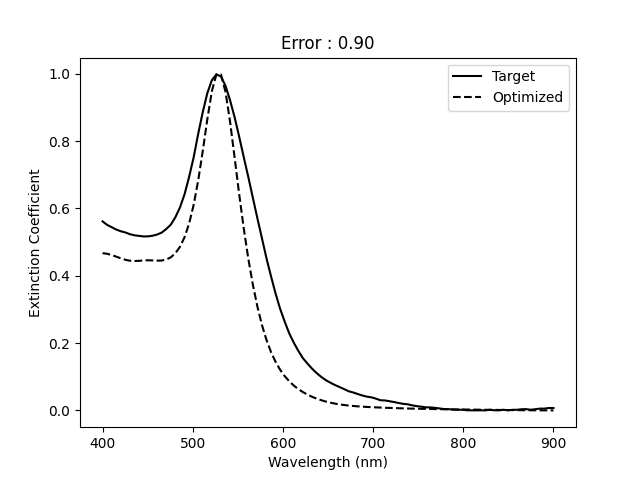 Error : 0.90
Target
Optimized
Extinction Coefficient
1.0
0.8
0.6
0.4
0.2
0.0
400 500 600 700 800 900
Wavelength (nm)